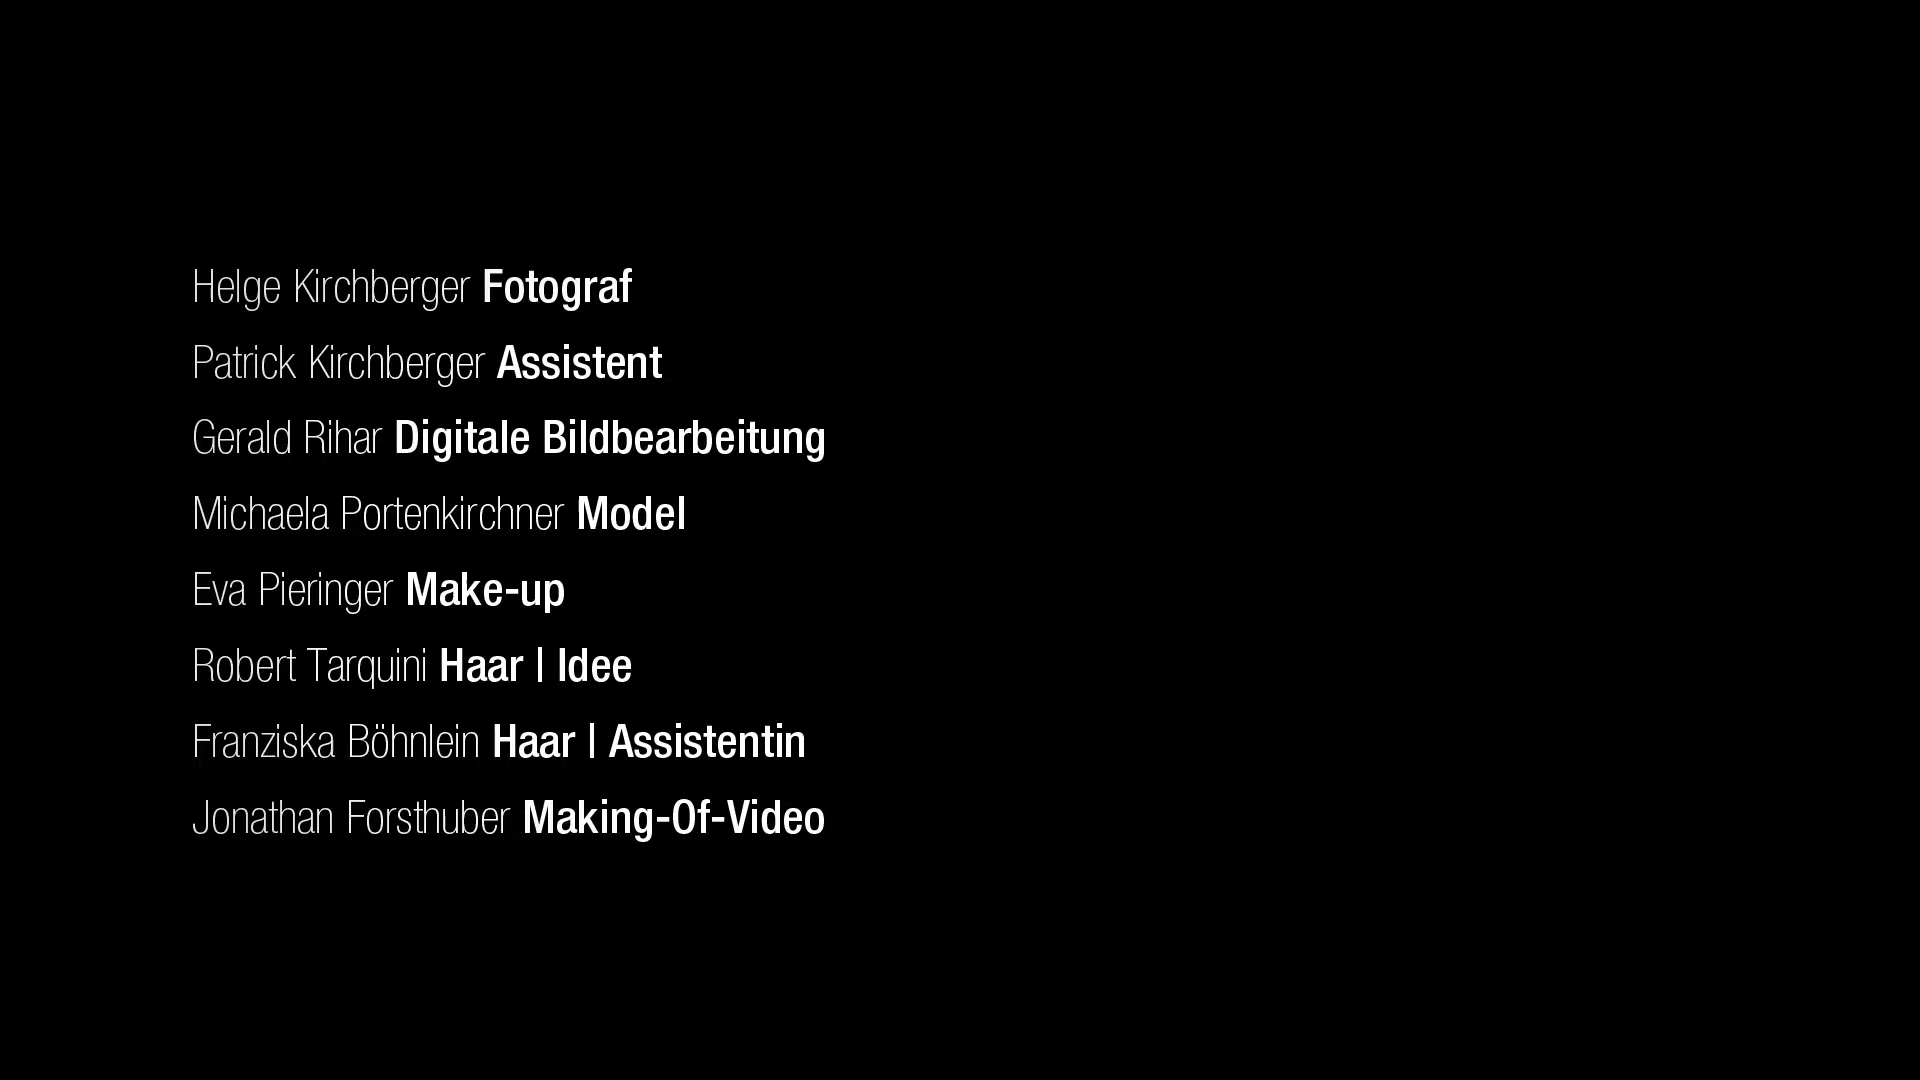 Helge Kirchberger Fotograf
Patrick Kirchberger Assistent
Gerald Rihar Digitale Bildbearbeitung
Michaela Portenkirchner Model
Eva Pieringer Make-up
Robert Tarquini Haar | Idee
Franziska Böhnlein Haar | Assistentin
Jonathan Forsthuber Making-Of-Video